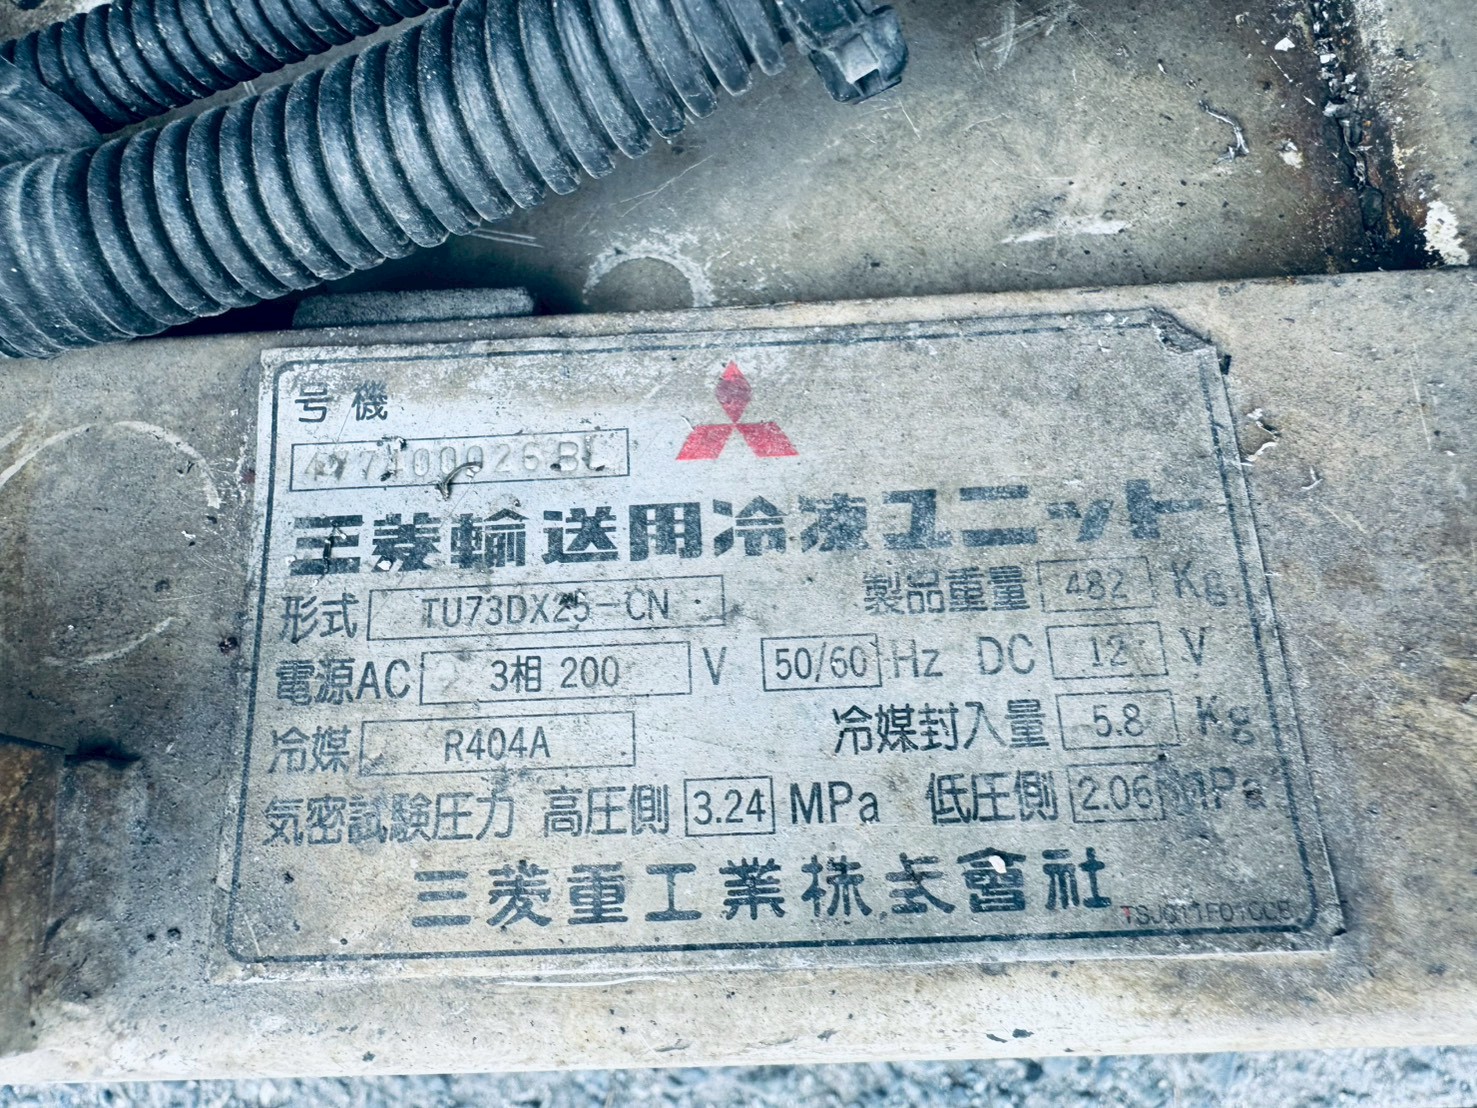 号機
477100026BL
三菱輸送用冷凍ユニット
形式 TU73DX25-CN 製品重量 482 Kg
電源AC 3相 200 V 50/60 Hz DC 12 V
冷媒 R404A 冷媒封入量 5.8 Kg
気密試験圧力 高圧側 3.24 MPa 低圧側 2.06 MPa
三菱重工業株式會社